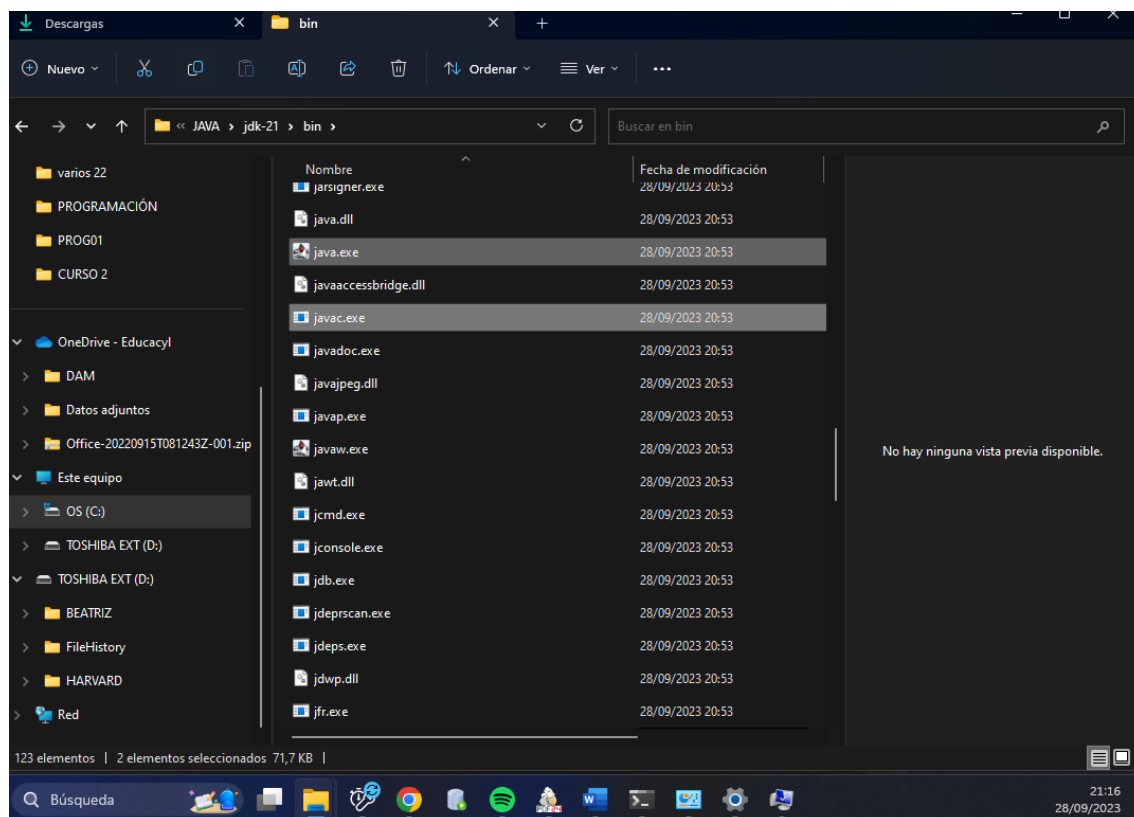 Descargas
bin
Nuevo
Ordenar
Ver
JAVA > jdk-21 > bin >
Buscar en bin
varios 22
PROGRAMACIÓN
PROG01
CURSO 2
OneDrive - Educacyl
DAM
Datos adjuntos
Office-20220915T081243Z-001.zip
Este equipo
OS (C:)
TOSHIBA EXT (D:)
TOSHIBA EXT (D:)
BEATRIZ
FileHistory
HARVARD
Red
Nombre Fecha de modificación
jarsigner.exe 28/09/2023 20:53
java.dll 28/09/2023 20:53
java.exe 28/09/2023 20:53
javaaccessbridge.dll 28/09/2023 20:53
javac.exe 28/09/2023 20:53
javadoc.exe 28/09/2023 20:53
javajpeg.dll 28/09/2023 20:53
javap.exe 28/09/2023 20:53
javaw.exe 28/09/2023 20:53
jawt.dll 28/09/2023 20:53
jcmd.exe 28/09/2023 20:53
jconsole.exe 28/09/2023 20:53
jdb.exe 28/09/2023 20:53
jdeprscan.exe 28/09/2023 20:53
jdeps.exe 28/09/2023 20:53
jdwp.dll 28/09/2023 20:53
jfr.exe 28/09/2023 20:53
No hay ninguna vista previa disponible.
123 elementos | 2 elementos seleccionados 71,7 KB |
Búsqueda
21:16
28/09/2023